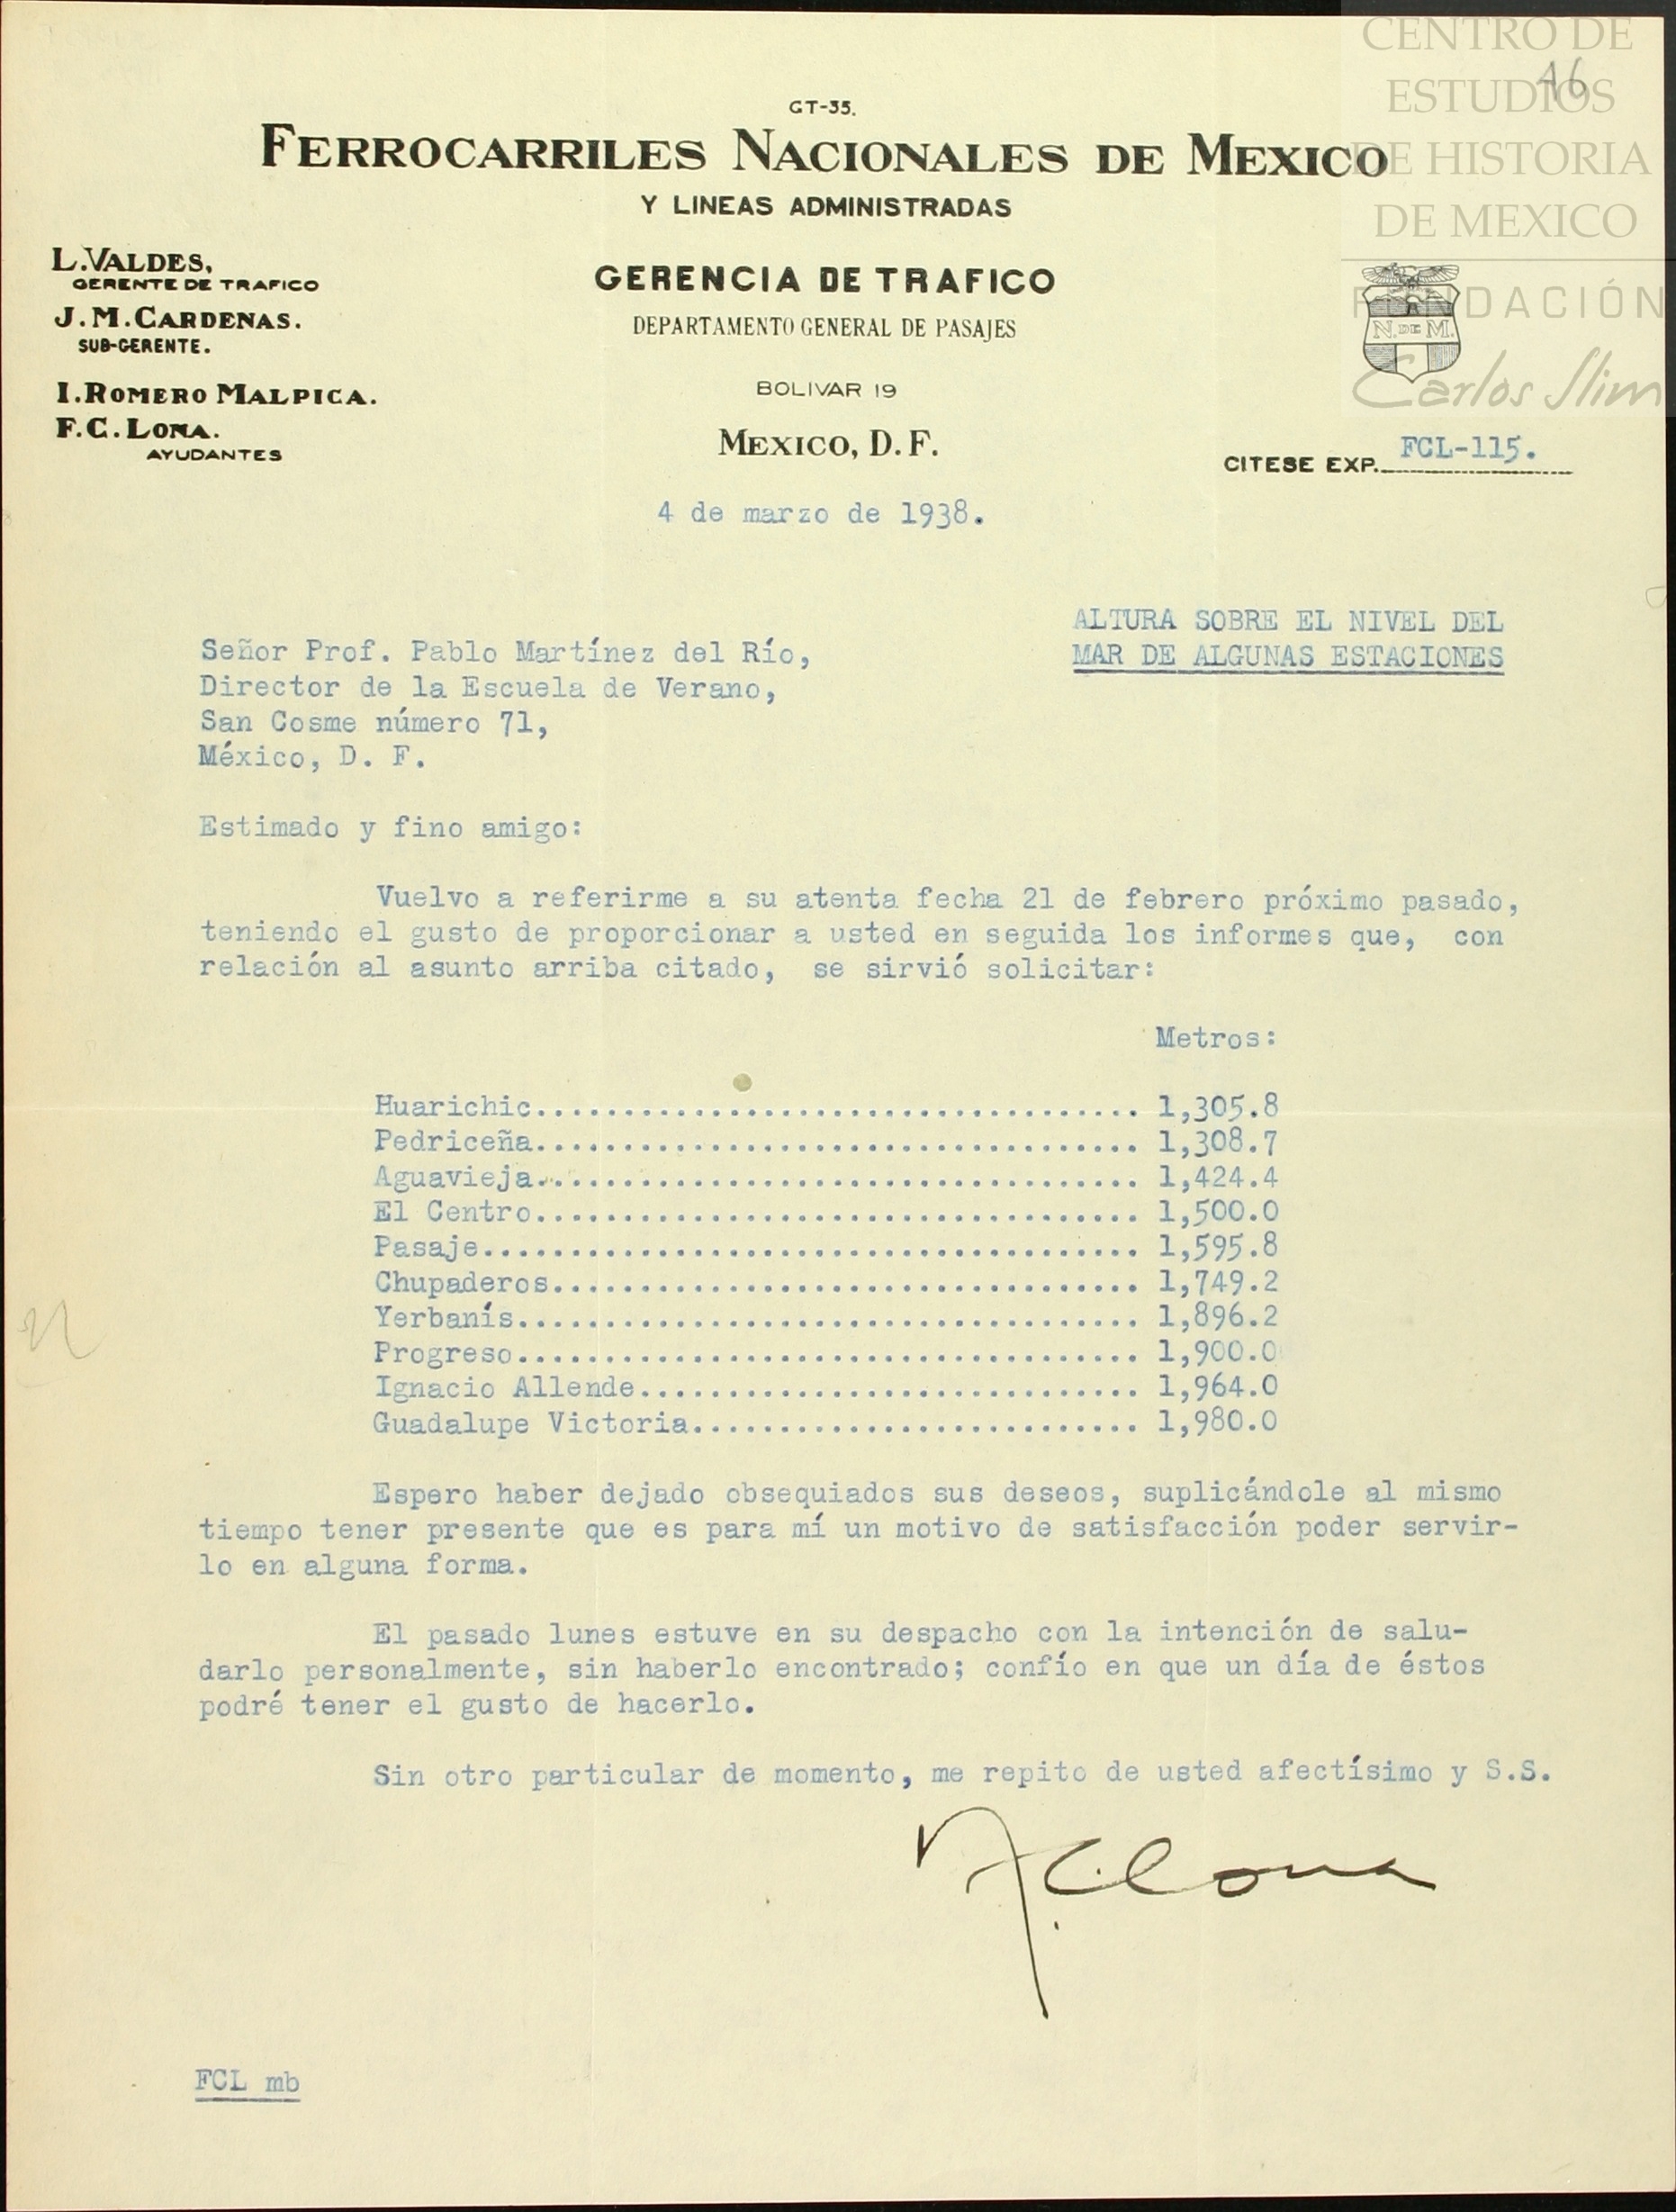 CENTRO DE
ESTUDIOS
DE HISTORIA
DE MEXICO
FUNDACIÓN
Carlos Slim
46
GT-35.
FERROCARRILES NACIONALES DE MEXICO
Y LINEAS ADMINISTRADAS
L. VALDES,
GERENTE DE TRAFICO
J. M. CARDENAS.
SUB-GERENTE.
I. ROMERO MALPICA.
F. C. LONA.
AYUDANTES
GERENCIA DE TRAFICO
DEPARTAMENTO GENERAL DE PASAJES
BOLIVAR 19
MEXICO, D. F.
N. DE M.
CITESE EXP. FCL-115.
4 de marzo de 1938.
ALTURA SOBRE EL NIVEL DEL
MAR DE ALGUNAS ESTACIONES
Señor Prof. Pablo Martínez del Río,
Director de la Escuela de Verano,
San Cosme número 71,
México, D. F.
Estimado y fino amigo:
Vuelvo a referirme a su atenta fecha 21 de febrero próximo pasado,
teniendo el gusto de proporcionar a usted en seguida los informes que, con
relación al asunto arriba citado, se sirvió solicitar:
Metros:
Huarichic................................... 1,305.8
Pedriceña................................... 1,308.7
Aguavieja................................... 1,424.4
El Centro................................... 1,500.0
Pasaje...................................... 1,595.8
Chupaderos.................................. 1,749.2
Yerbanís.................................... 1,896.2
Progreso.................................... 1,900.0
Ignacio Allende............................. 1,964.0
Guadalupe Victoria.......................... 1,980.0
Espero haber dejado obsequiados sus deseos, suplicándole al mismo
tiempo tener presente que es para mí un motivo de satisfacción poder servir-
lo en alguna forma.
El pasado lunes estuve en su despacho con la intención de salu-
darlo personalmente, sin haberlo encontrado; confío en que un día de éstos
podré tener el gusto de hacerlo.
Sin otro particular de momento, me repito de usted afectísimo y S.S.
F.C. Lona
FCL mb